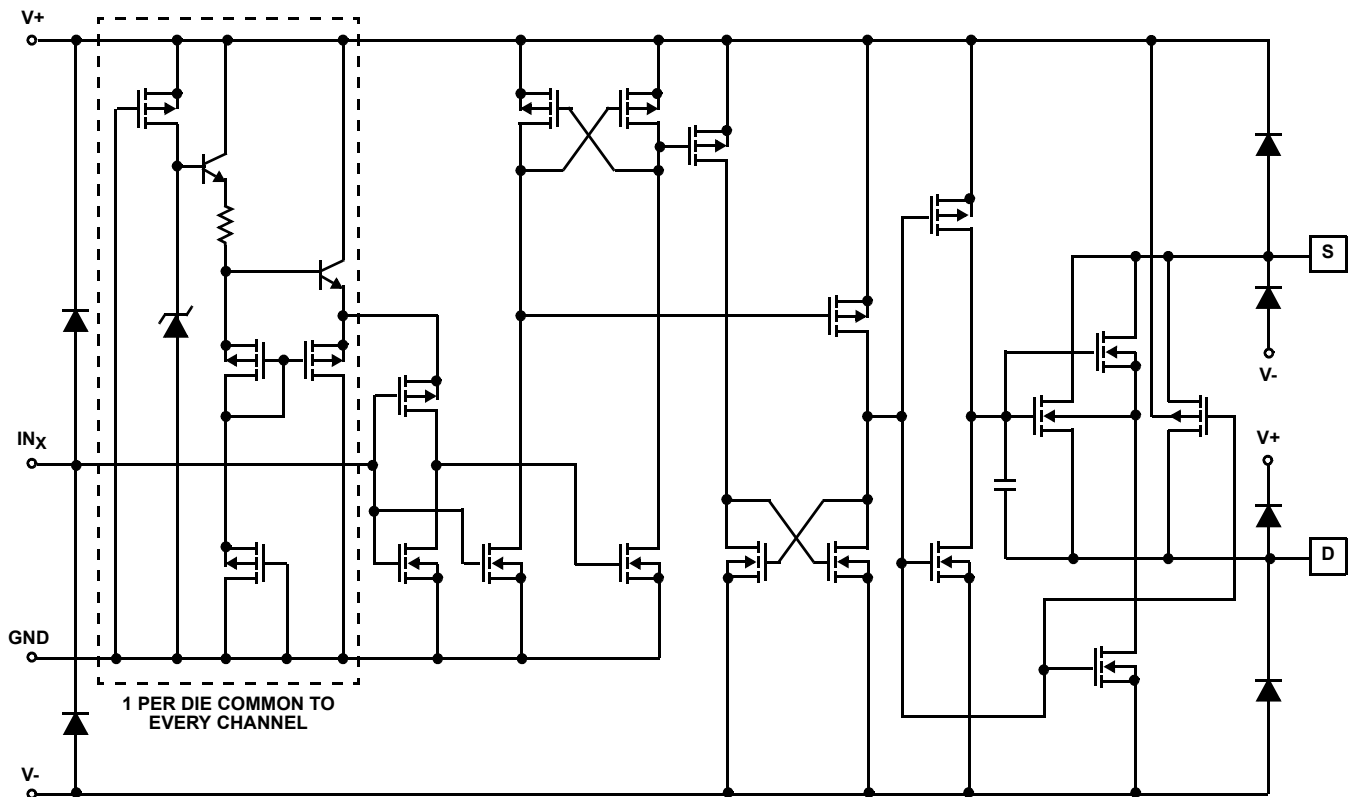 V+
S
V-
INX
V+
D
GND
1 PER DIE COMMON TO
EVERY CHANNEL
V-